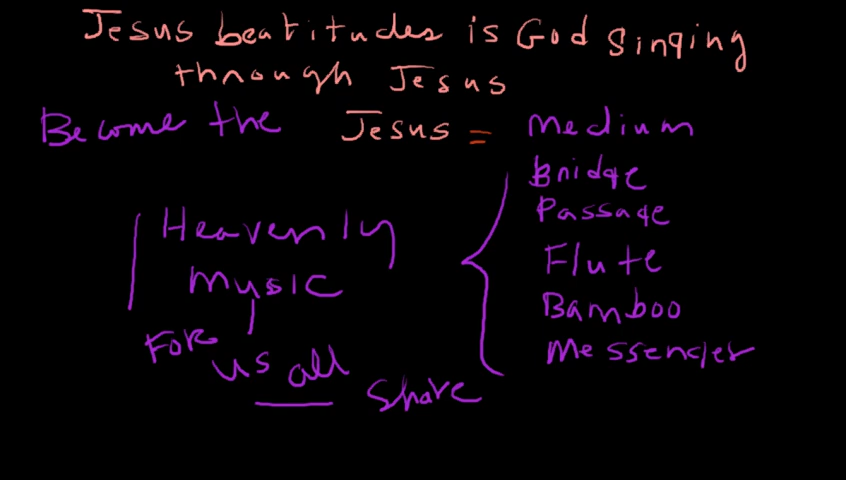 Jesus beatitudes is God singing
through Jesus
Become the Jesus = medium
Bridge
Passage
Flute
Bamboo
Messenger
Heavenly
music
For
us all
Share